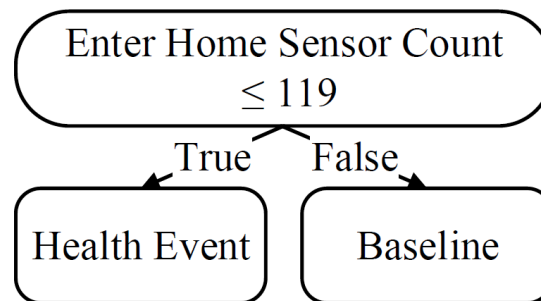 Enter Home Sensor Count
≤ 119
True False
Health Event Baseline